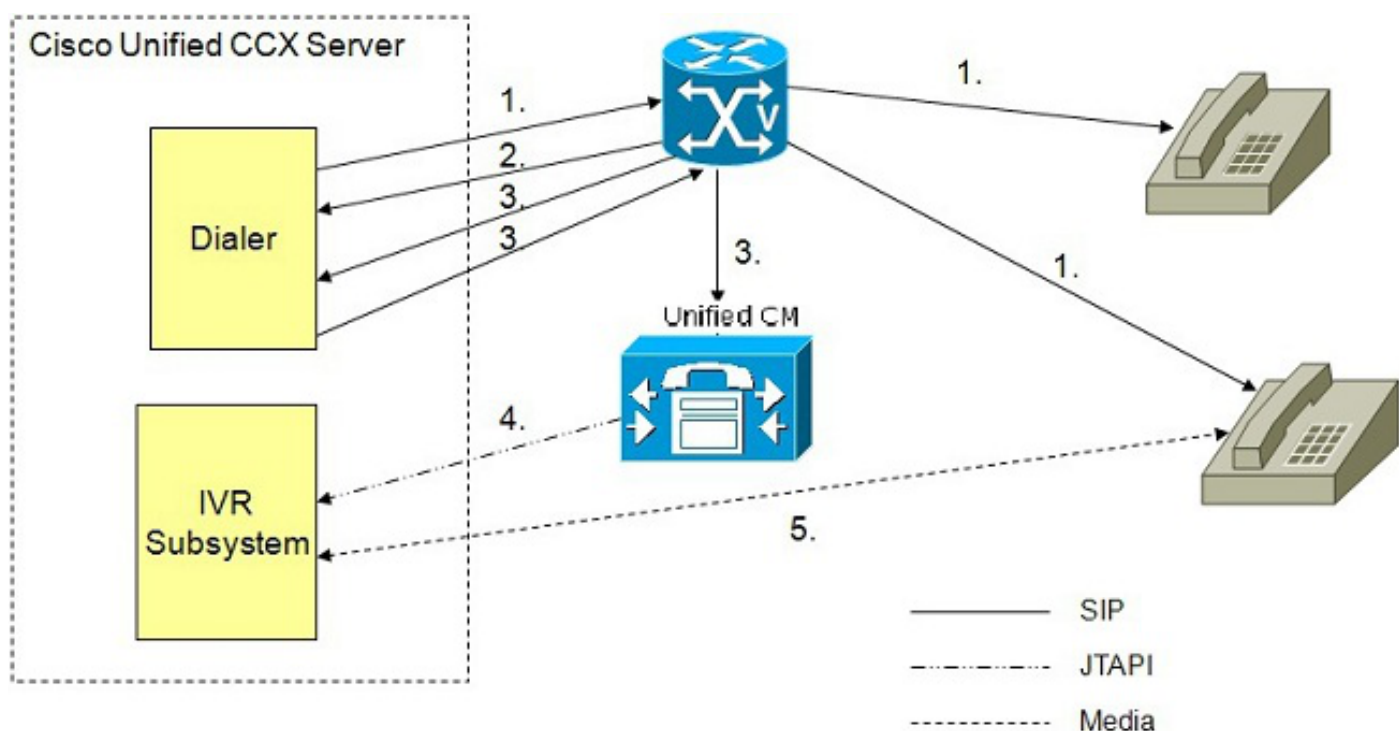 Cisco Unified CCX Server
1.
1.
2.
3.
Dialer
3
3.
1.
Unified CM
4.
IVR
Subsystem
5.
SIP
JTAPI
Media
V